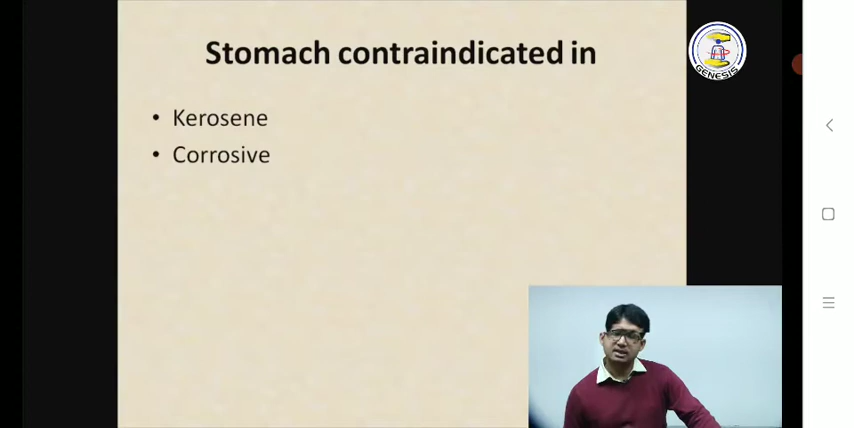 Stomach contraindicated in
GENESIS
• Kerosene
• Corrosive